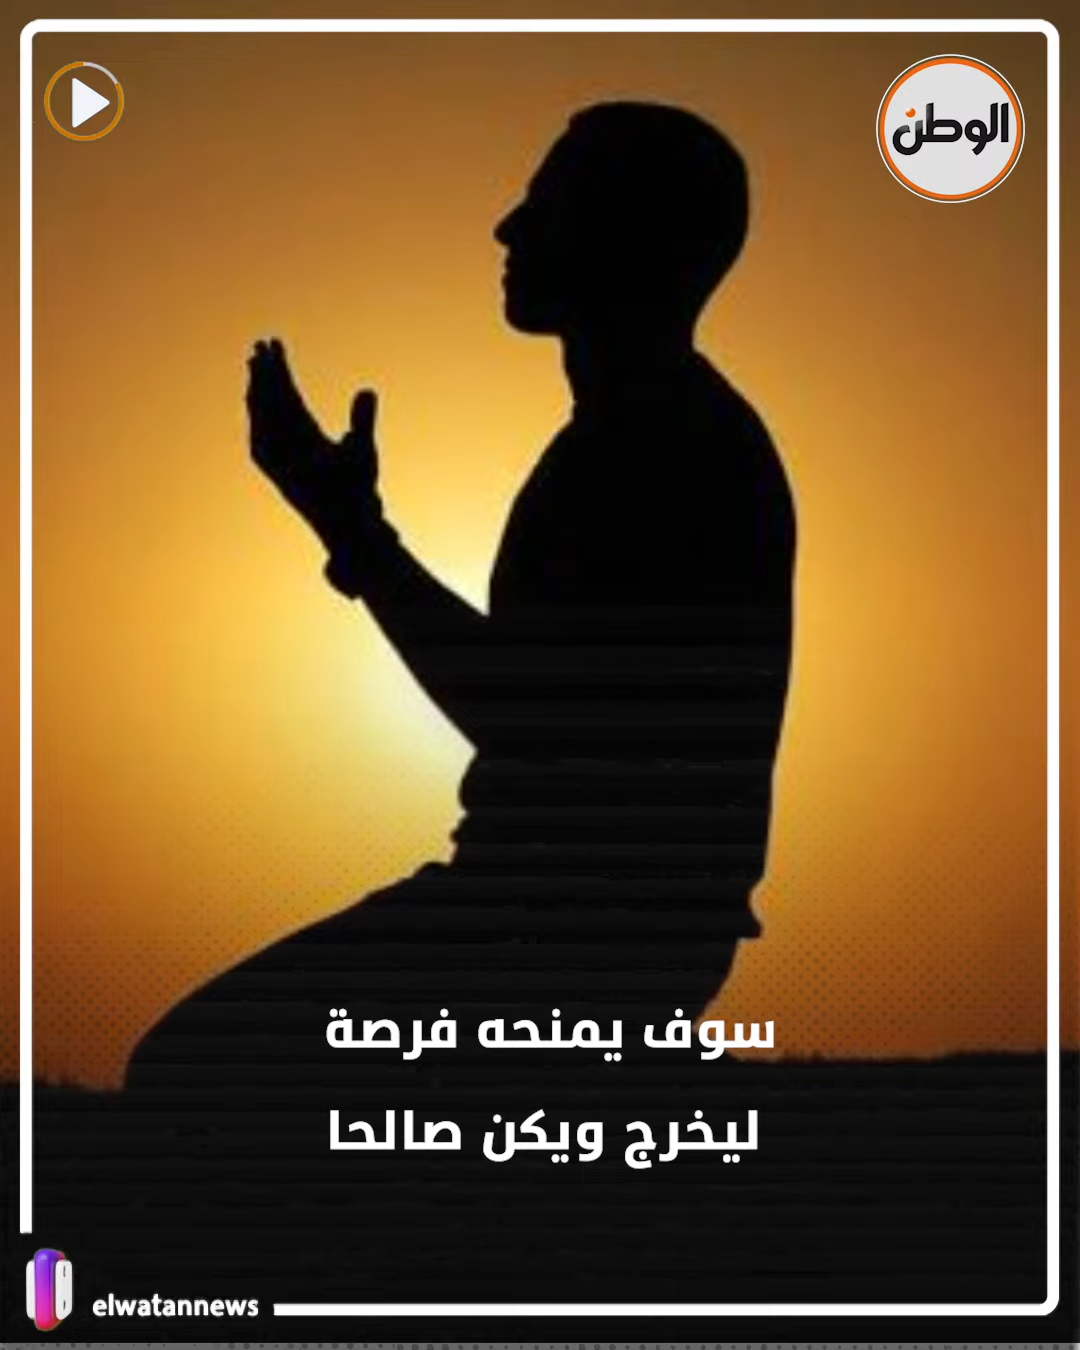 الوطن
سوف يمنحه فرصة
ليخرج ويكن صالحا
elwatannews